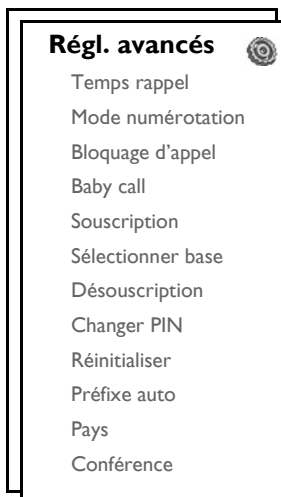 Régl. avancés
Temps rappel
Mode numérotation
Bloquage d’appel
Baby call
Souscription
Sélectionner base
Désouscription
Changer PIN
Réinitialiser
Préfixe auto
Pays
Conférence